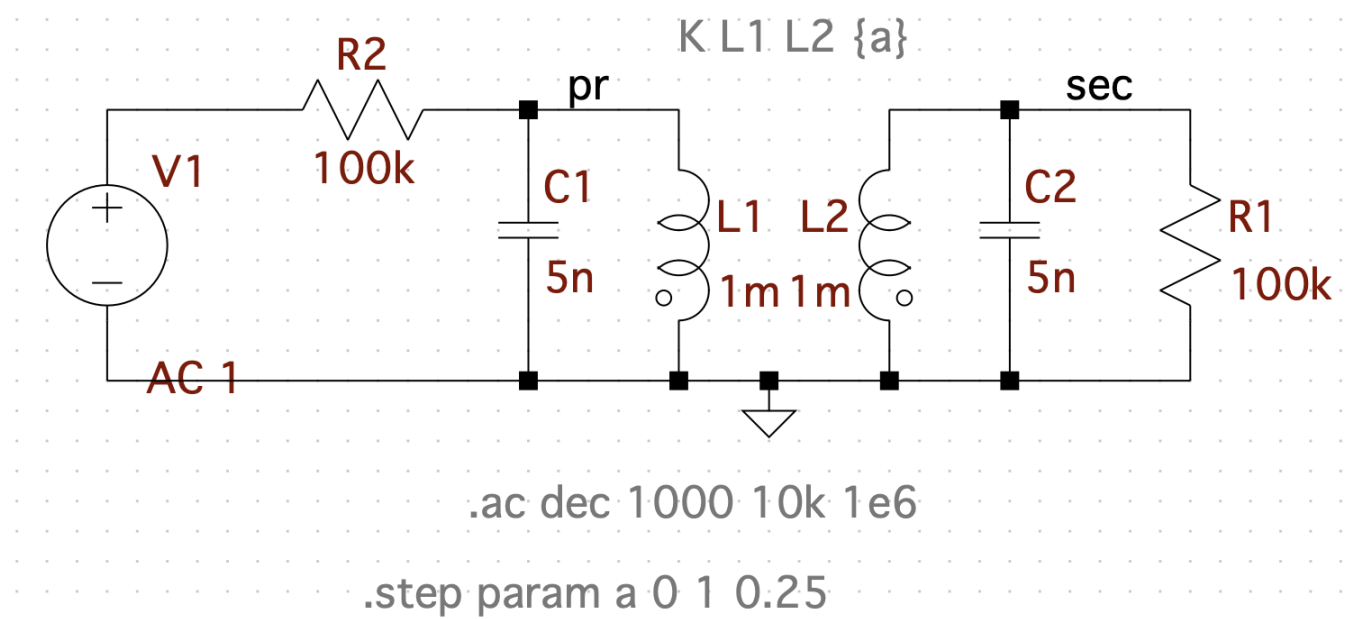 K L1 L2 {a}
R2
pr
sec
V1
100k
C1
C2
L1
L2
R1
5n
1m
1m
5n
100k
AC 1
.ac dec 1000 10k 1e6
.step param a 0 1 0.25